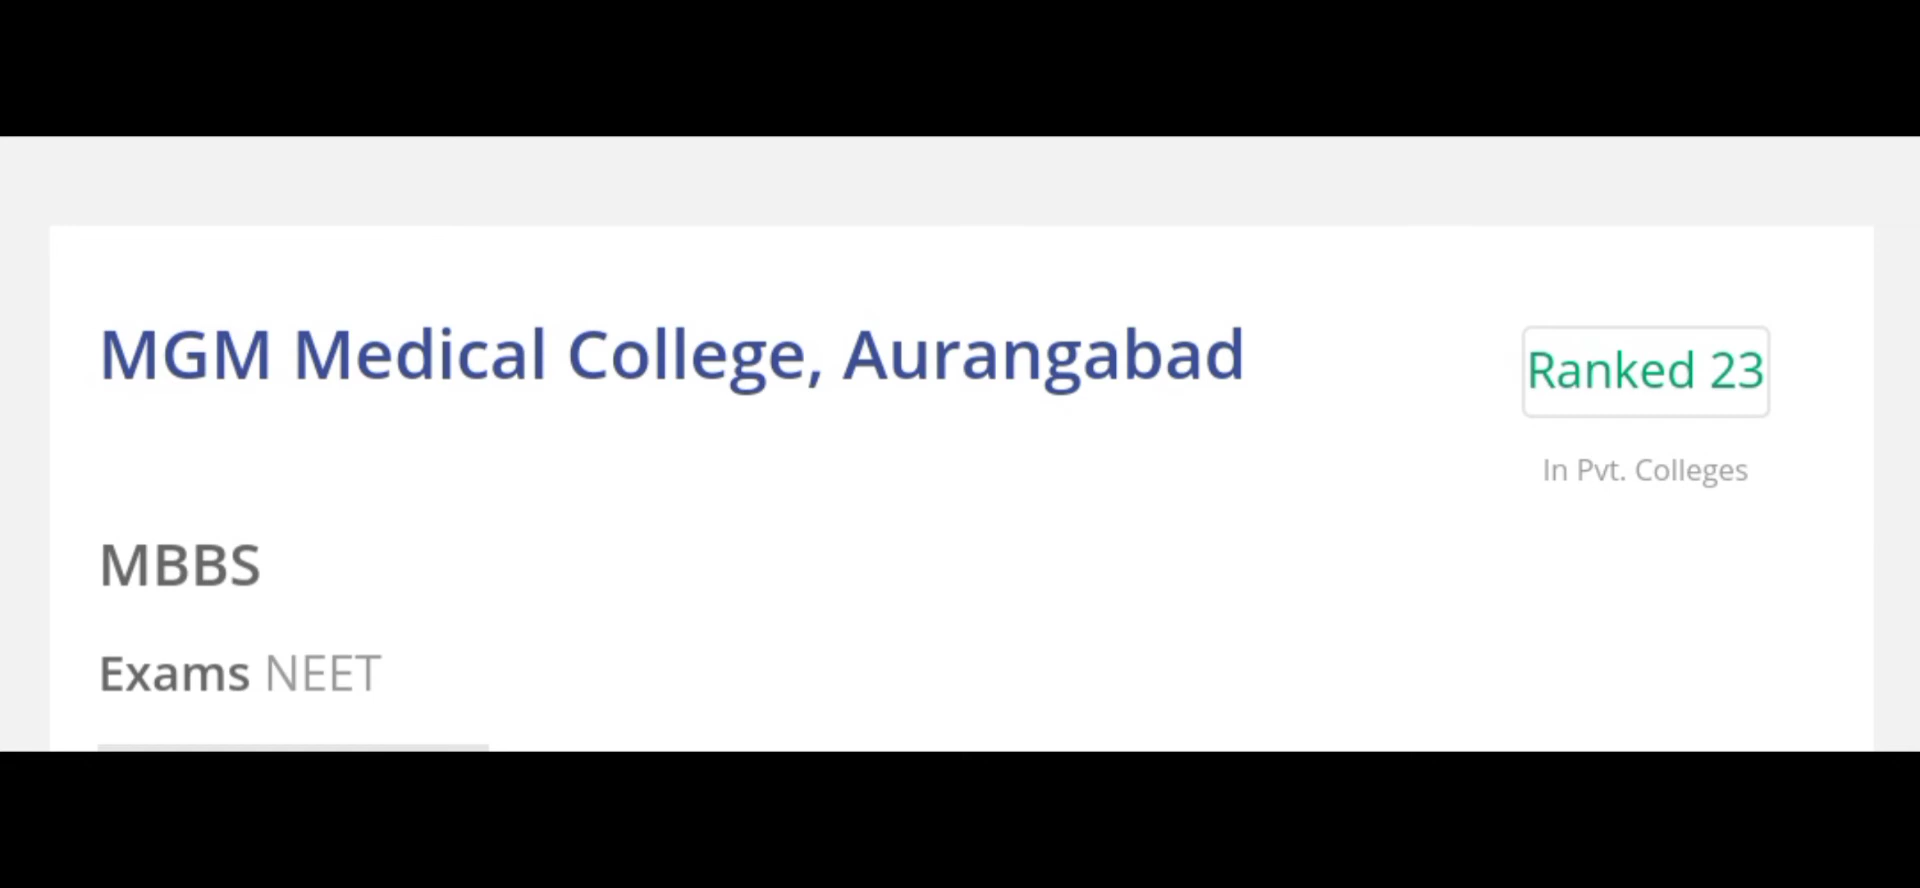 MGM Medical College, Aurangabad
Ranked 23
In Pvt. Colleges
MBBS
Exams NEET